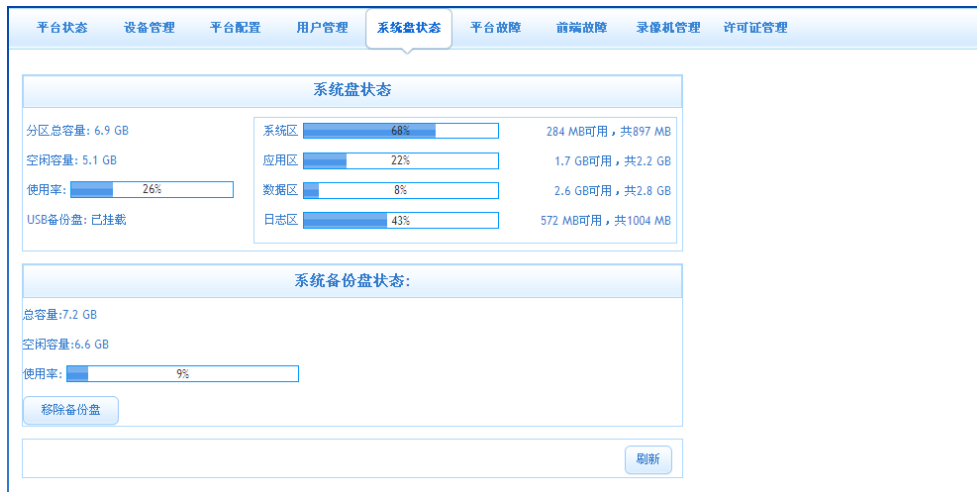 平台状态 设备管理 平台配置 用户管理 系统盘状态 平台故障 前端故障 录像机管理 许可证管理
系统盘状态
分区总容量: 6.9 GB
空闲容量: 5.1 GB
使用率: 26%
USB备份盘: 已挂载
系统区 68% 284 MB可用，共897 MB
应用区 22% 1.7 GB可用，共2.2 GB
数据区 8% 2.6 GB可用，共2.8 GB
日志区 43% 572 MB可用，共1004 MB
系统备份盘状态:
总容量:7.2 GB
空闲容量:6.6 GB
使用率: 9%
移除备份盘
刷新